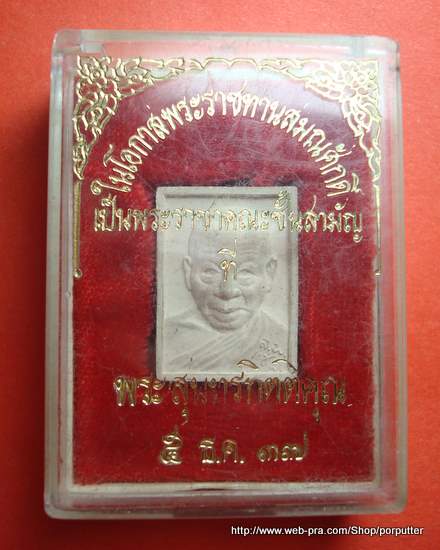 ในโอกาสพระราชทานสมณศักดิ์
เป็นพระราชาคณะชั้นสามัญ
ที่
พระสุนทรกิตติคุณ
๕ ธ.ค. ๓๗
http://www.web-pra.com/Shop/porputter